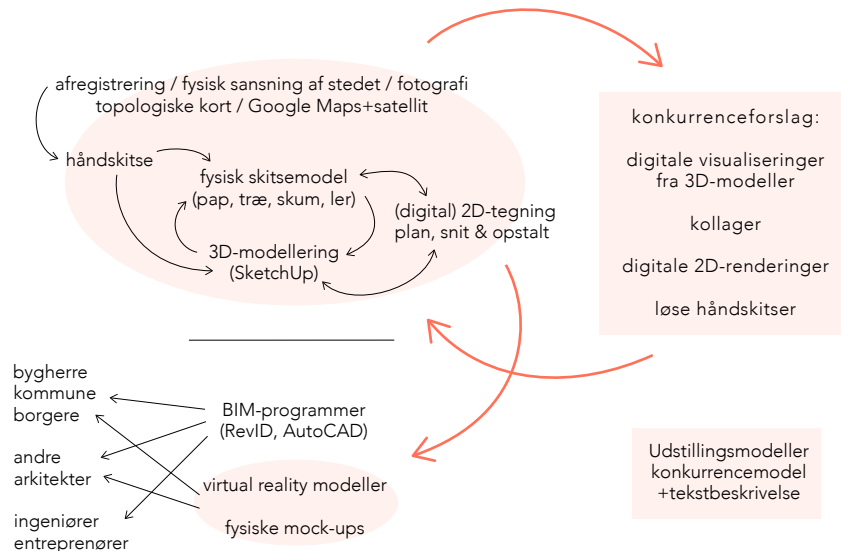 afregistrering / fysisk sansning af stedet / fotografi
topologiske kort / Google Maps+satellit
håndskitse
fysisk skitsemodel
(pap, træ, skum, ler)
(digital) 2D-tegning
plan, snit & opstalt
3D-modellering
(SketchUp)
konkurrenceforslag:
digitale visualiseringer
fra 3D-modeller
kollager
digitale 2D-renderinger
løse håndskitser
bygherre
kommune
borgere
andre
arkitekter
ingeniører
entreprenører
BIM-programmer
(RevID, AutoCAD)
virtual reality modeller
fysiske mock-ups
Udstillingsmodeller
konkurrencemodel
+tekstbeskrivelse